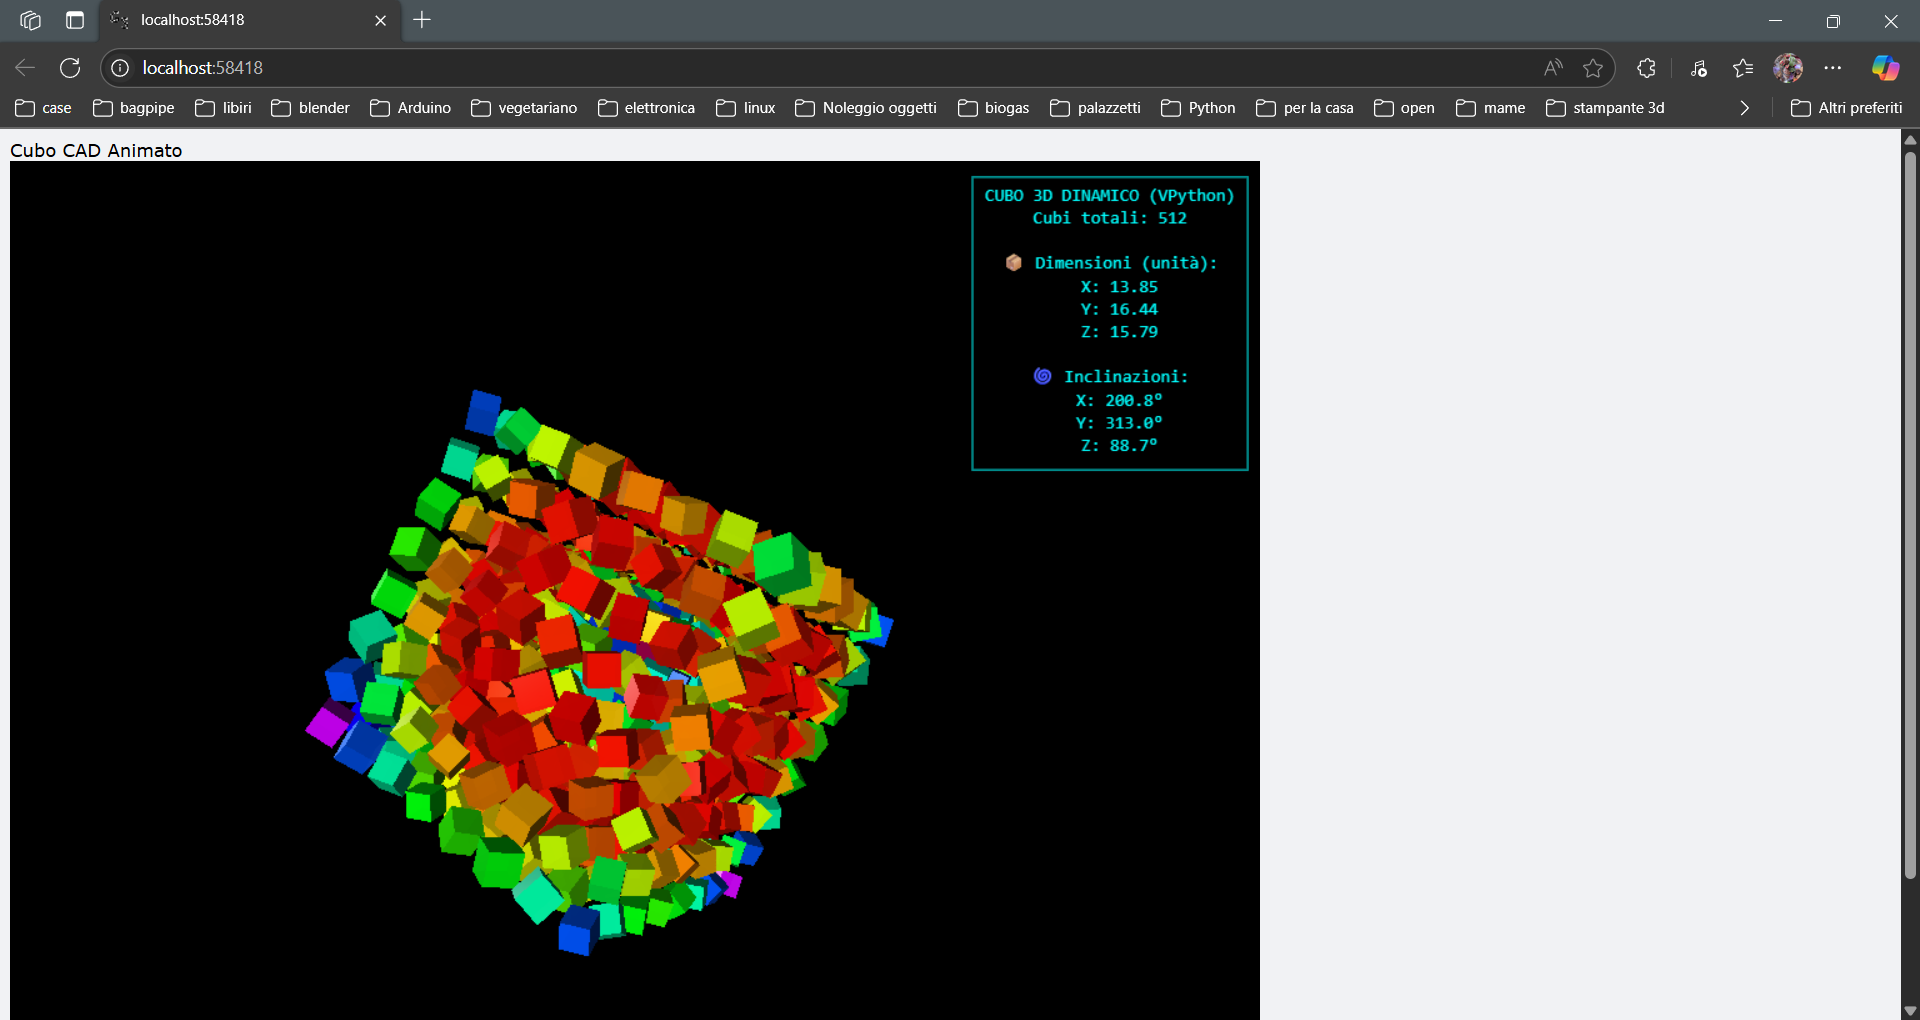 localhost:58418
localhost:58418
case bagpipe libiri blender Arduino vegetariano elettronica linux Noleggio oggetti biogas palazzetti Python per la casa open mame stampante 3d Altri preferiti
Cubo CAD Animato
CUBO 3D DINAMICO (VPython)
Cubi totali: 512
📦 Dimensioni (unità):
X: 13.85
Y: 16.44
Z: 15.79
🌀 Inclinazioni:
X: 200.8°
Y: 313.0°
Z: 88.7°